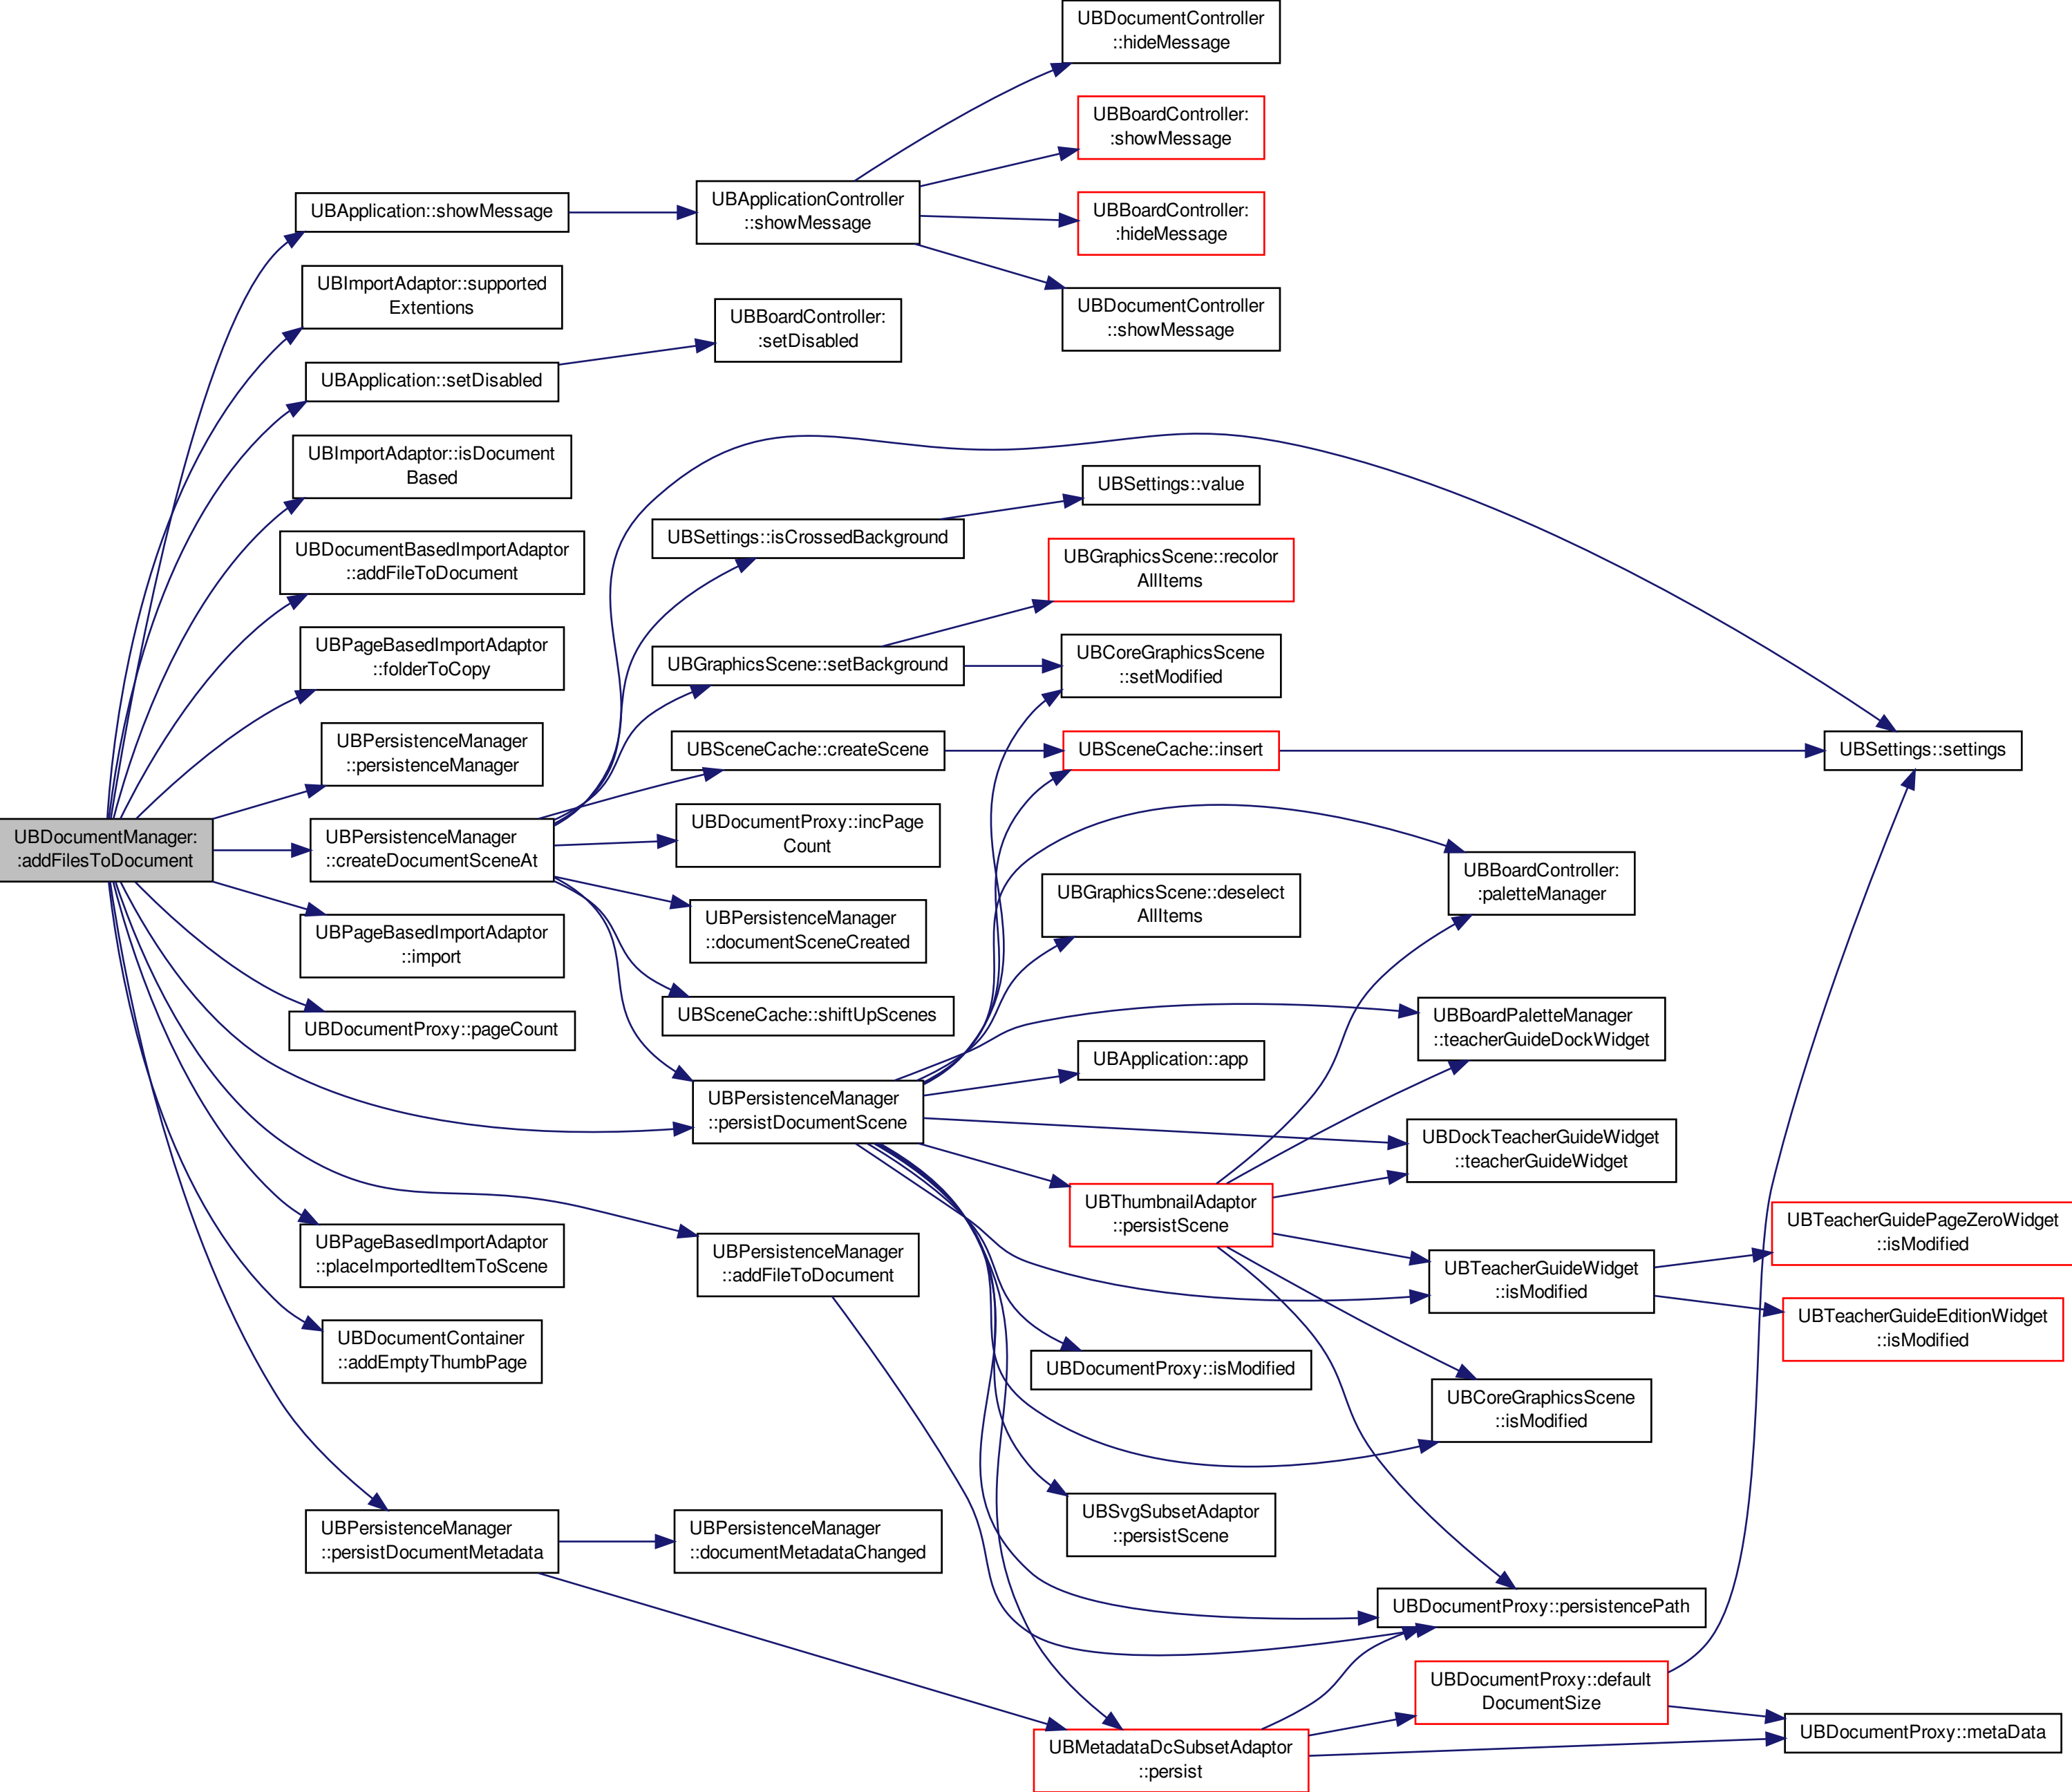 UBDocumentManager:
:addFilesToDocument
UBApplication::showMessage
UBImportAdaptor::supported
Extentions
UBApplication::setDisabled
UBImportAdaptor::isDocument
Based
UBDocumentBasedImportAdaptor
::addFileToDocument
UBPageBasedImportAdaptor
::folderToCopy
UBPersistenceManager
::persistenceManager
UBPersistenceManager
::createDocumentSceneAt
UBPageBasedImportAdaptor
::import
UBDocumentProxy::pageCount
UBPageBasedImportAdaptor
::placeImportedItemToScene
UBDocumentContainer
::addEmptyThumbPage
UBPersistenceManager
::persistDocumentMetadata
UBApplicationController
::showMessage
UBBoardController:
:setDisabled
UBSettings::isCrossedBackground
UBGraphicsScene::setBackground
UBSceneCache::createScene
UBDocumentProxy::incPage
Count
UBPersistenceManager
::documentSceneCreated
UBSceneCache::shiftUpScenes
UBPersistenceManager
::persistDocumentScene
UBPersistenceManager
::addFileToDocument
UBPersistenceManager
::documentMetadataChanged
UBDocumentController
::hideMessage
UBBoardController:
:showMessage
UBBoardController:
:hideMessage
UBDocumentController
::showMessage
UBSettings::value
UBGraphicsScene::recolor
AllItems
UBCoreGraphicsScene
::setModified
UBSceneCache::insert
UBGraphicsScene::deselect
AllItems
UBApplication::app
UBThumbnailAdaptor
::persistScene
UBDocumentProxy::isModified
UBSvgSubsetAdaptor
::persistScene
UBMetadataDcSubsetAdaptor
::persist
UBBoardController:
:paletteManager
UBBoardPaletteManager
::teacherGuideDockWidget
UBDockTeacherGuideWidget
::teacherGuideWidget
UBTeacherGuideWidget
::isModified
UBCoreGraphicsScene
::isModified
UBDocumentProxy::persistencePath
UBDocumentProxy::default
DocumentSize
UBSettings::settings
UBTeacherGuidePageZeroWidget
::isModified
UBTeacherGuideEditionWidget
::isModified
UBDocumentProxy::metaData